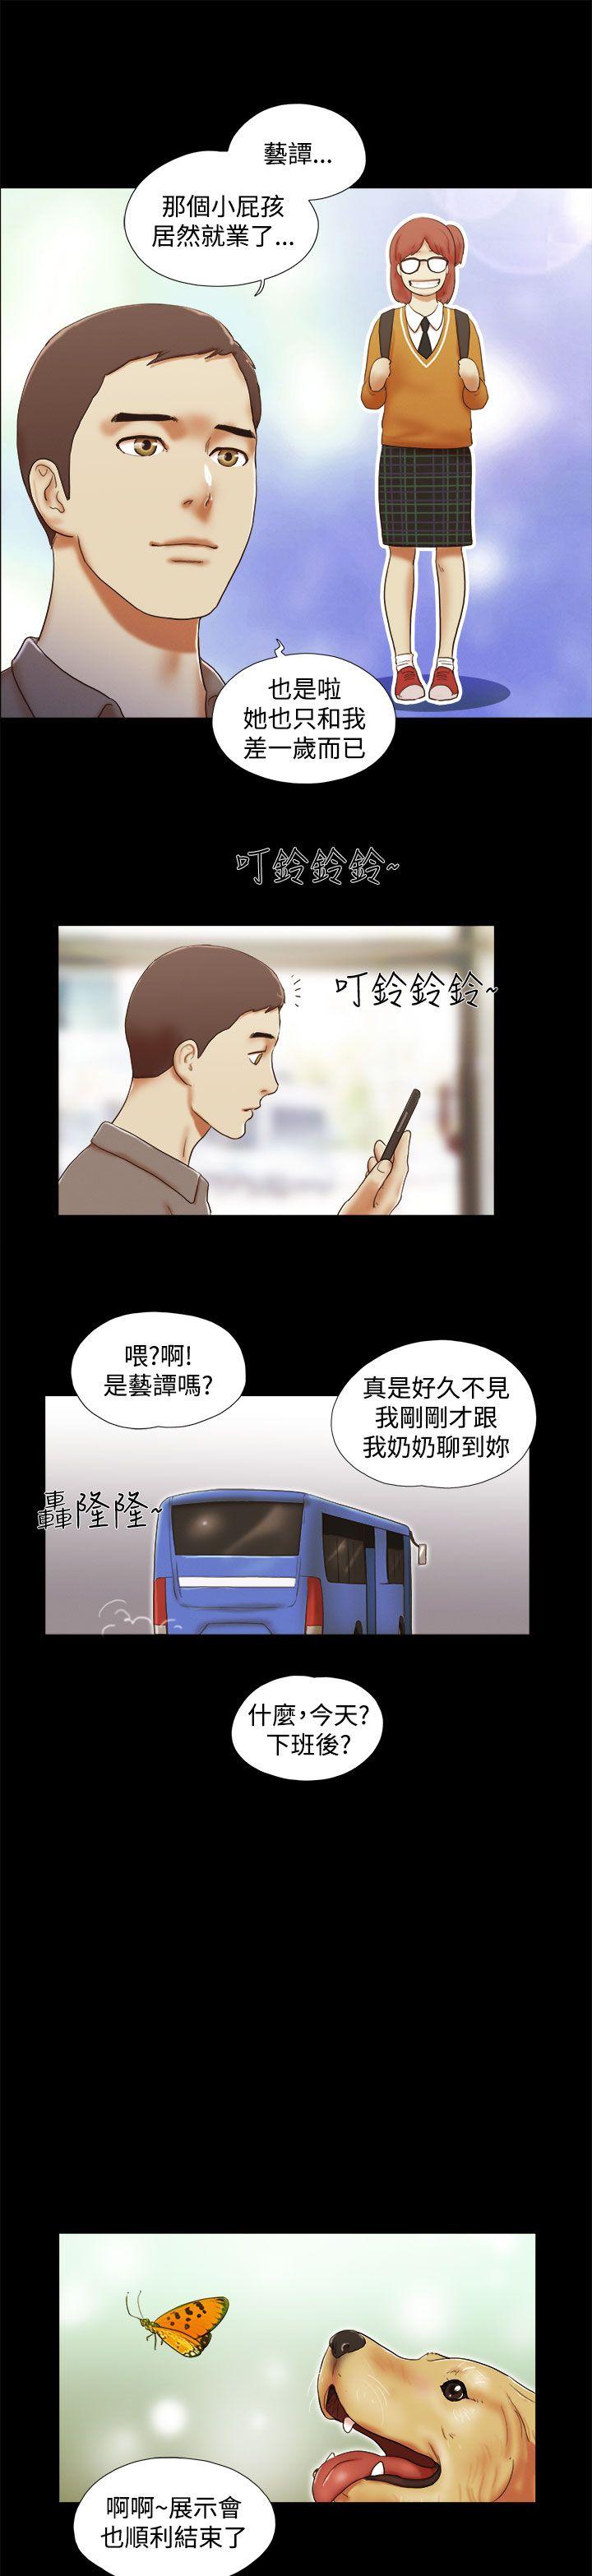 藝譚...
那個小屁孩
居然就業了...
也是啦
她也只和我
差一歲而已
叮鈴鈴鈴~
叮鈴鈴鈴~
喂?啊!
是藝譚嗎?
真是好久不見
我剛剛才跟
我奶奶聊到妳
轟隆隆~
什麼,今天?
下班後?
啊啊~展示會
也順利結束了